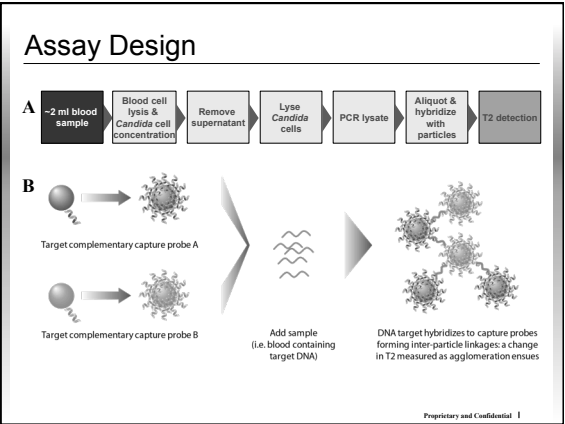 Assay Design
A
~2 ml blood
sample
Blood cell
lysis &
Candida cell
concentration
Remove
supernatant
Lyse
Candida
cells
PCR lysate
Aliquot &
hybridize
with
particles
T2 detection
B
Target complementary capture probe A
Target complementary capture probe B
Add sample
(i.e. blood containing
target DNA)
DNA target hybridizes to capture probes
forming inter-particle linkages: a change
in T2 measured as agglomeration ensues
Proprietary and Confidential 1